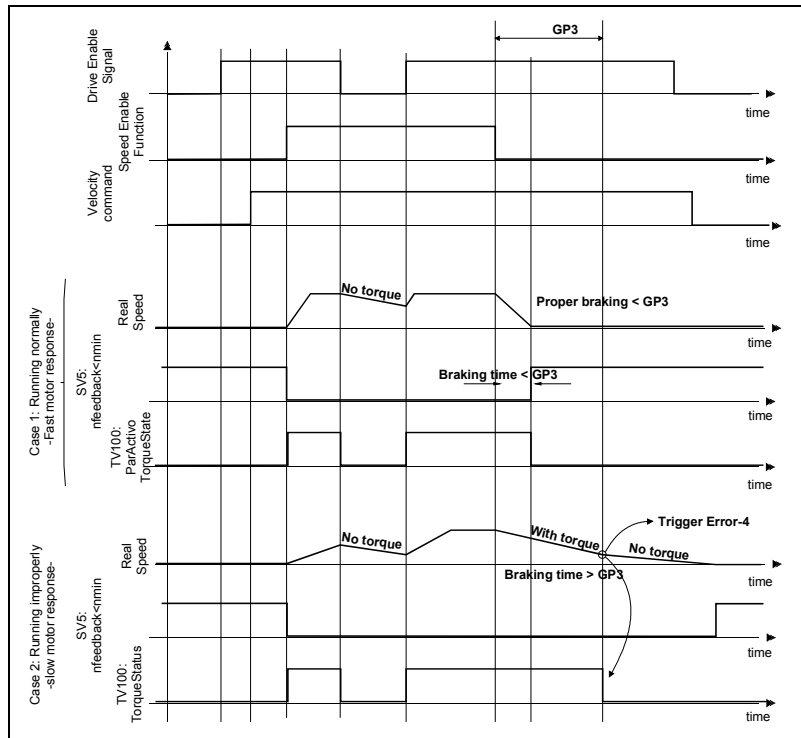 GP3
Drive Enable
Signal
time
Speed Enable
Function
time
Velocity
command
time
Case 1: Running normally
-Fast motor response-
Real
Speed
No torque
Proper braking < GP3
time
SV5:
nfeedback<nmin
Braking time < GP3
time
TV100:
ParActivo
TorqueState
time
Case 2: Running improperly
-slow motor response-
Real
Speed
No torque
With torque
Trigger Error-4
No torque
Braking time > GP3
time
SV5:
nfeedback<nmin
time
TV100:
TorqueStatus
time